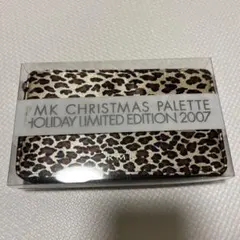 MK CHRISTMAS PALETTE
HOLIDAY LIMITED EDITION 2007